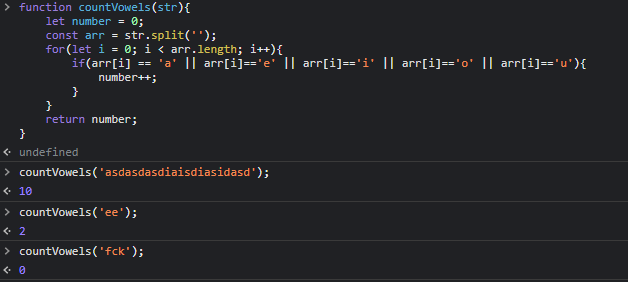 function countVowels(str){
    let number = 0;
    const arr = str.split('');
    for(let i = 0; i < arr.length; i++){
        if(arr[i] == 'a' || arr[i]=='e' || arr[i]=='i' || arr[i]=='o' || arr[i]=='u'){
            number++;
        }
    }
    return number;
}
undefined
countVowels('asdasdasdiaisdiasidasd');
10
countVowels('ee');
2
countVowels('fck');
0